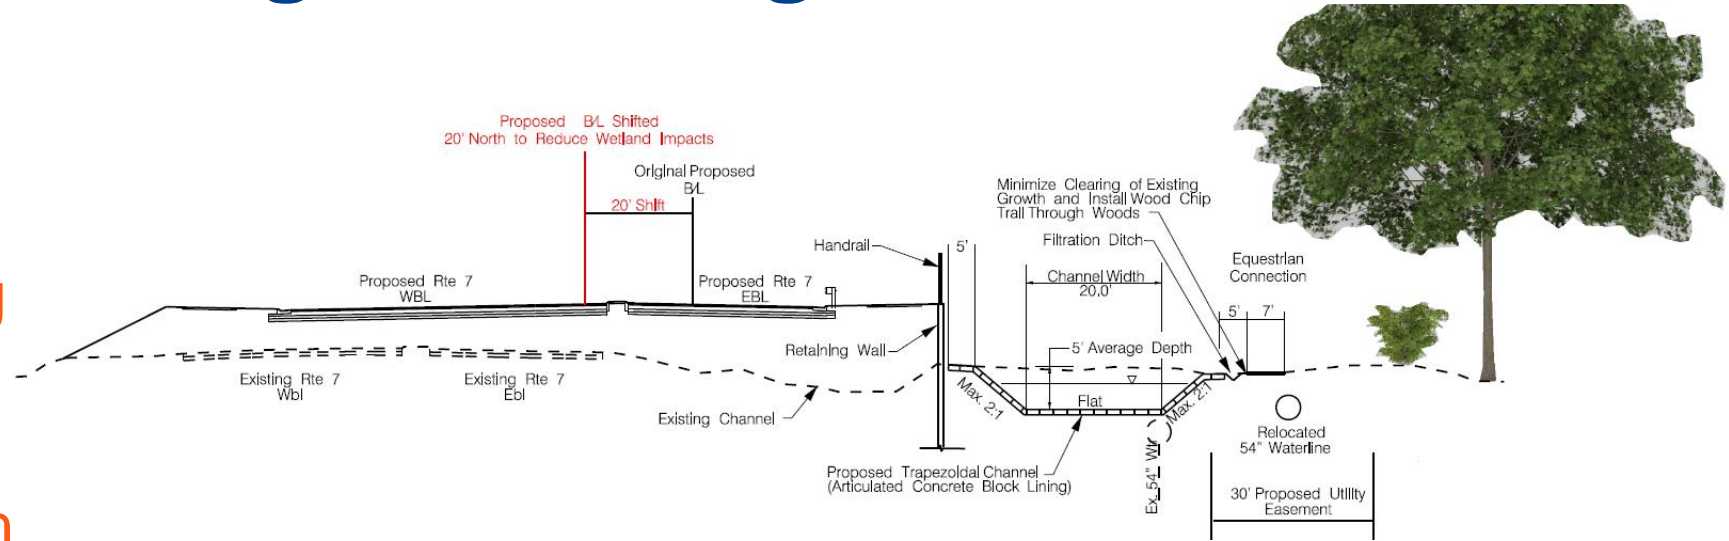 Proposed B/L Shifted
20' North to Reduce Wetland Impacts
Original Proposed
B/L
20' Shift
Minimize Clearing of Existing
Growth and Install Wood Chip
Trail Through Woods
Handrail
5'
Filtration Ditch
Equestrian
Connection
Proposed Rte 7
WBL
Proposed Rte 7
EBL
Channel Width
20.0'
5'
7'
Retaining Wall
5' Average Depth
Existing Rte 7
Wbl
Existing Rte 7
Ebl
Existing Channel
Max. 2:1
Flat
Max. 2:1
Relocated
54" Waterline
Proposed Trapezoidal Channel
(Articulated Concrete Block Lining)
Ex. 54"
30' Proposed Utility
Easement